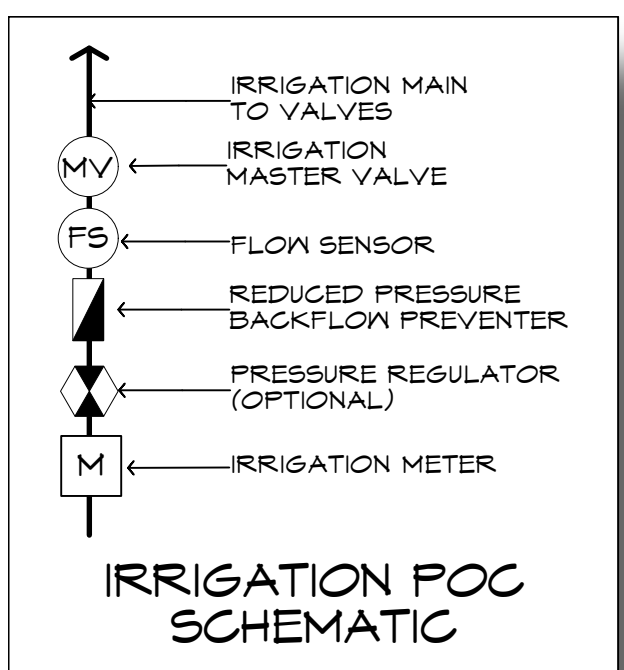 IRRIGATION MAIN
TO VALVES
MV
IRRIGATION
MASTER VALVE
FS
FLOW SENSOR
REDUCED PRESSURE
BACKFLOW PREVENTER
PRESSURE REGULATOR
(OPTIONAL)
M
IRRIGATION METER
IRRIGATION POC
SCHEMATIC